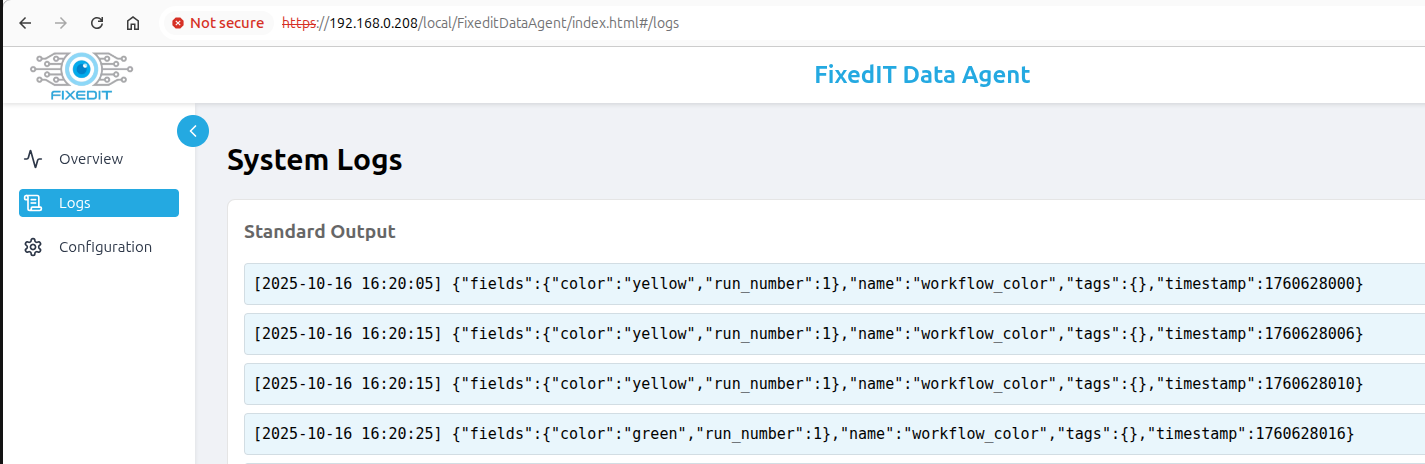 Not secure https://192.168.0.208/local/FixeditDataAgent/index.html#/logs
FIXEDIT
FixedIT Data Agent
Overview
Logs
Configuration
System Logs
Standard Output
[2025-10-16 16:20:05] {"fields":{"color":"yellow","run_number":1},"name":"workflow_color","tags":{},"timestamp":1760628000}
[2025-10-16 16:20:15] {"fields":{"color":"yellow","run_number":1},"name":"workflow_color","tags":{},"timestamp":1760628006}
[2025-10-16 16:20:15] {"fields":{"color":"yellow","run_number":1},"name":"workflow_color","tags":{},"timestamp":1760628010}
[2025-10-16 16:20:25] {"fields":{"color":"green","run_number":1},"name":"workflow_color","tags":{},"timestamp":1760628016}